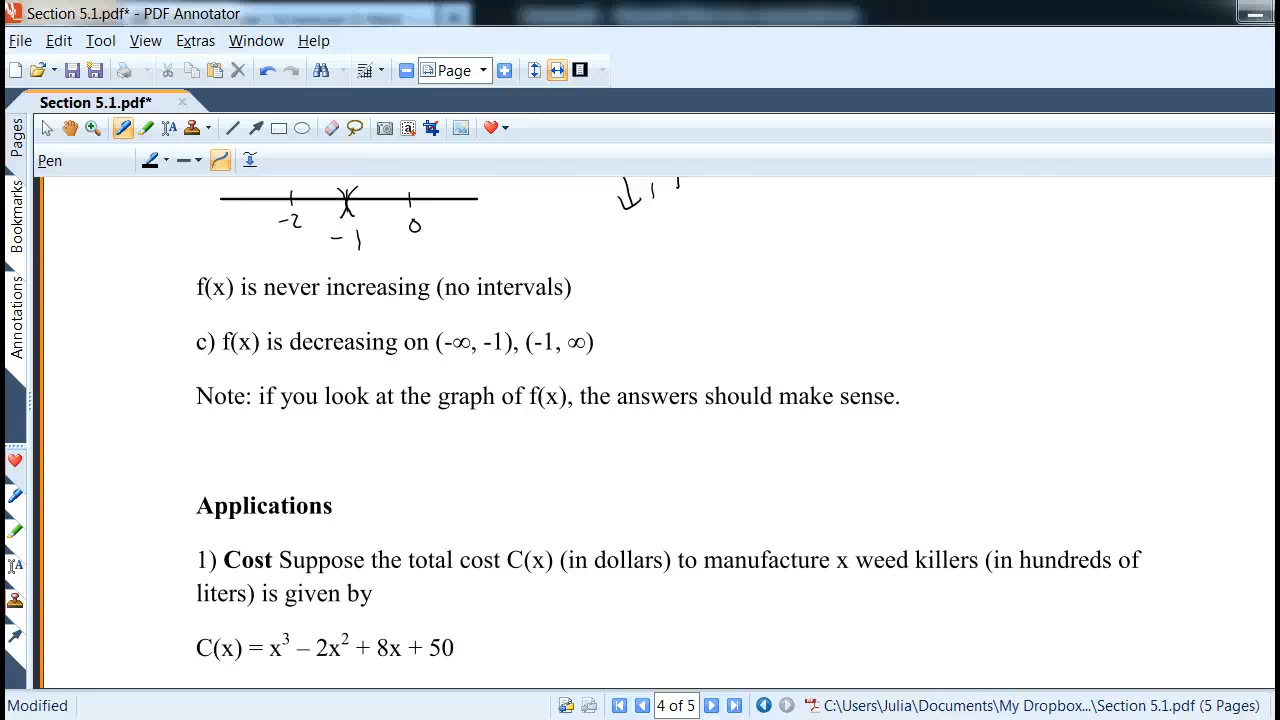 Section 5.1.pdf* - PDF Annotator
File Edit Tool View Extras Window Help
Page
Section 5.1.pdf*
Pen
Pages
Bookmarks
Annotations
-2 -1 0
f(x) is never increasing (no intervals)
c) f(x) is decreasing on (-∞, -1), (-1, ∞)
Note: if you look at the graph of f(x), the answers should make sense.
Applications
1) Cost Suppose the total cost C(x) (in dollars) to manufacture x weed killers (in hundreds of
liters) is given by
C(x) = x³ – 2x² + 8x + 50
Modified
4 of 5
C:\Users\Julia\Documents\My Dropbox...\Section 5.1.pdf (5 Pages)